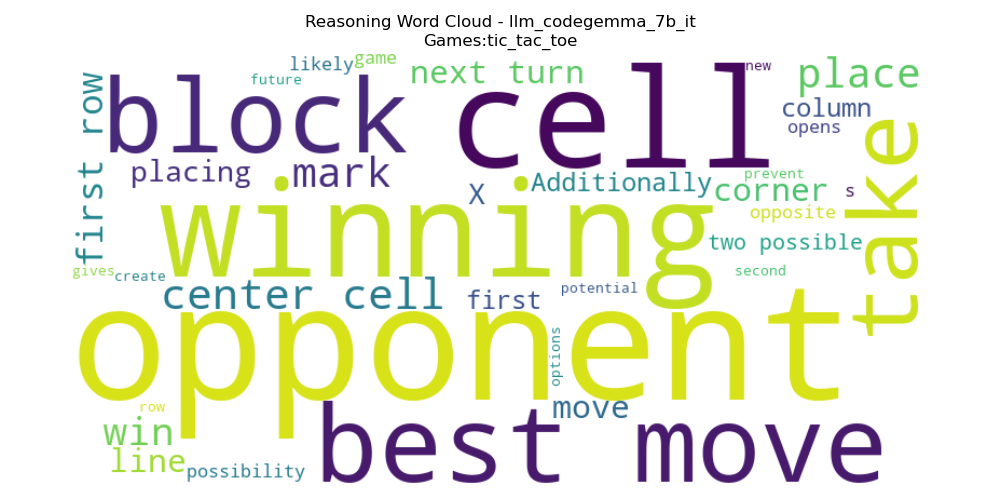 Reasoning Word Cloud - llm_codegemma_7b_it
Games:tic_tac_toe
likely
game
future
next turn
new
place
first row
block
cell
column
opens
take
placing
mark
X
Additionally
prevent
corner
s
winning
opposite
two possible
gives
create
center cell
first
potential
second
opponent
options
row
move
win
line
possibility
best move